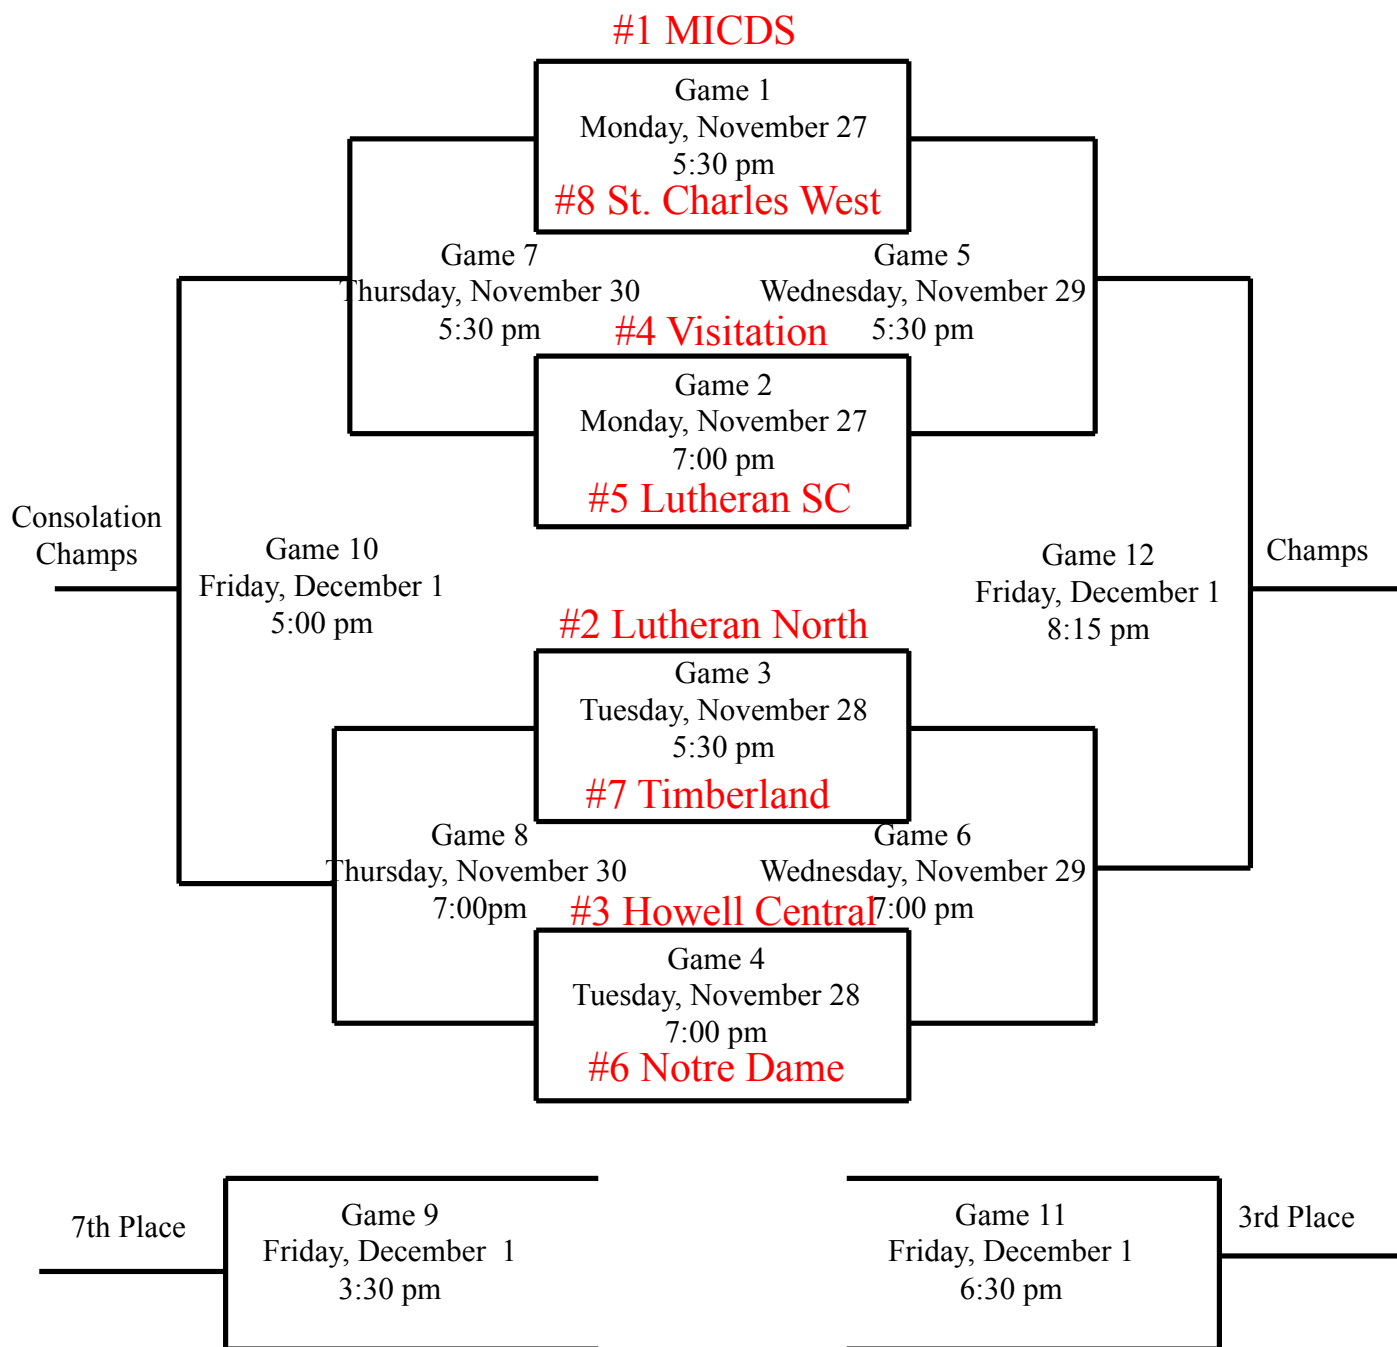 #1 MICDS
Game 1
Monday, November 27
5:30 pm
#8 St. Charles West
Game 7
Thursday, November 30
5:30 pm
Game 5
Wednesday, November 29
5:30 pm
#4 Visitation
Game 2
Monday, November 27
7:00 pm
#5 Lutheran SC
Consolation
Champs
Game 10
Friday, December 1
5:00 pm
Game 12
Friday, December 1
8:15 pm
Champs
#2 Lutheran North
Game 3
Tuesday, November 28
5:30 pm
#7 Timberland
Game 8
Thursday, November 30
7:00pm
Game 6
Wednesday, November 29
7:00 pm
#3 Howell Central
Game 4
Tuesday, November 28
7:00 pm
#6 Notre Dame
7th Place
Game 9
Friday, December  1
3:30 pm
Game 11
Friday, December 1
6:30 pm
3rd Place